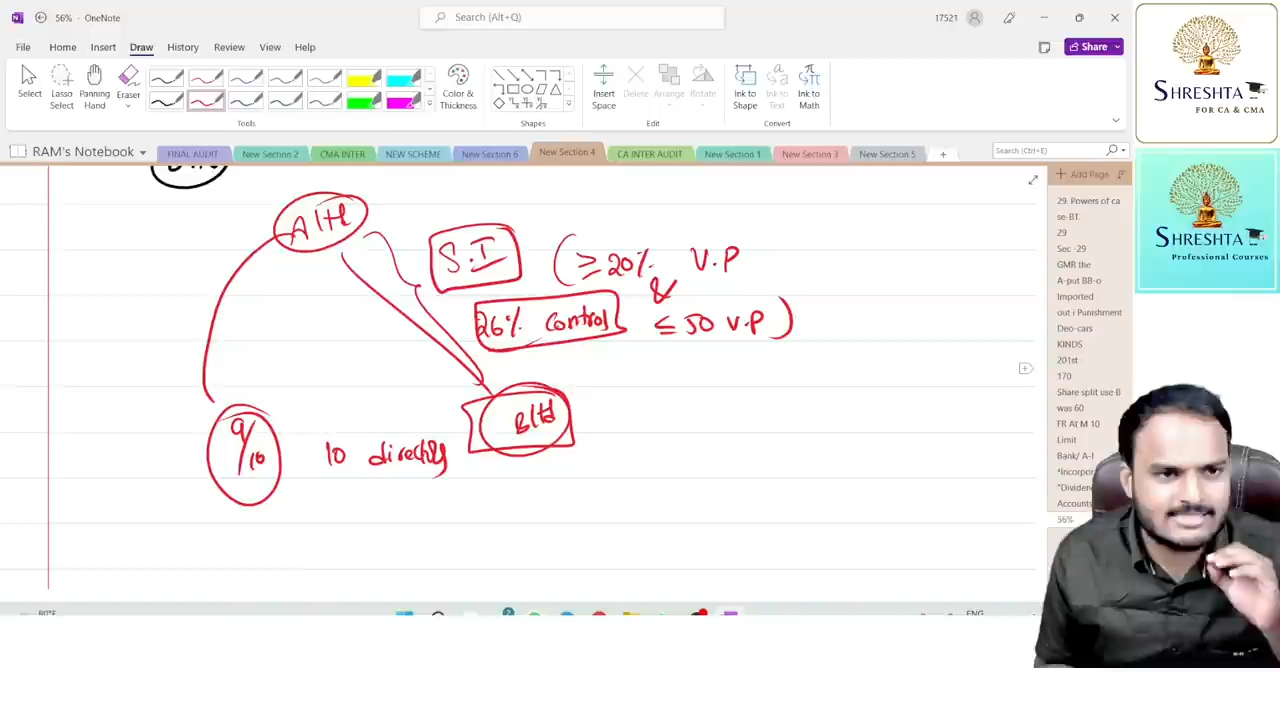 56% - OneNote
Search (Alt+Q)
17521
File Home Insert Draw History Review View Help
Share
Select
Lasso Select
Panning Hand
Eraser
Color & Thickness
Insert Space
Delete
Arrange
Rotate
Ink to Shape
Ink to Text
Ink to Math
Tools
Shapes
Edit
Convert
RAM's Notebook
FINAL AUDIT
New Section 2
CMA INTER
NEW SCHEME
New Section 6
New Section 4
CA INTER AUDIT
New Section 1
New Section 3
New Section 5
Search (Ctrl+E)
Add Page
29. Powers of ca
se-BT.
29
Sec -29
GMR the
A-put BB-o
Imported
out i Punishment
Deo-cars
KINDS
201st
170
Share split use B
was 60
FR At M 10
Limit
Bank/ A-I
*Incorpor
"Dividen
Accounts
56%
A ltd
S.I (≥20% V.P
&
26% control ≤ 50 V.P)
B ltd
9/10 10 directly
80°F
ENG
SHRESHTA
FOR CA & CMA
SHRESHTA
Professional Courses